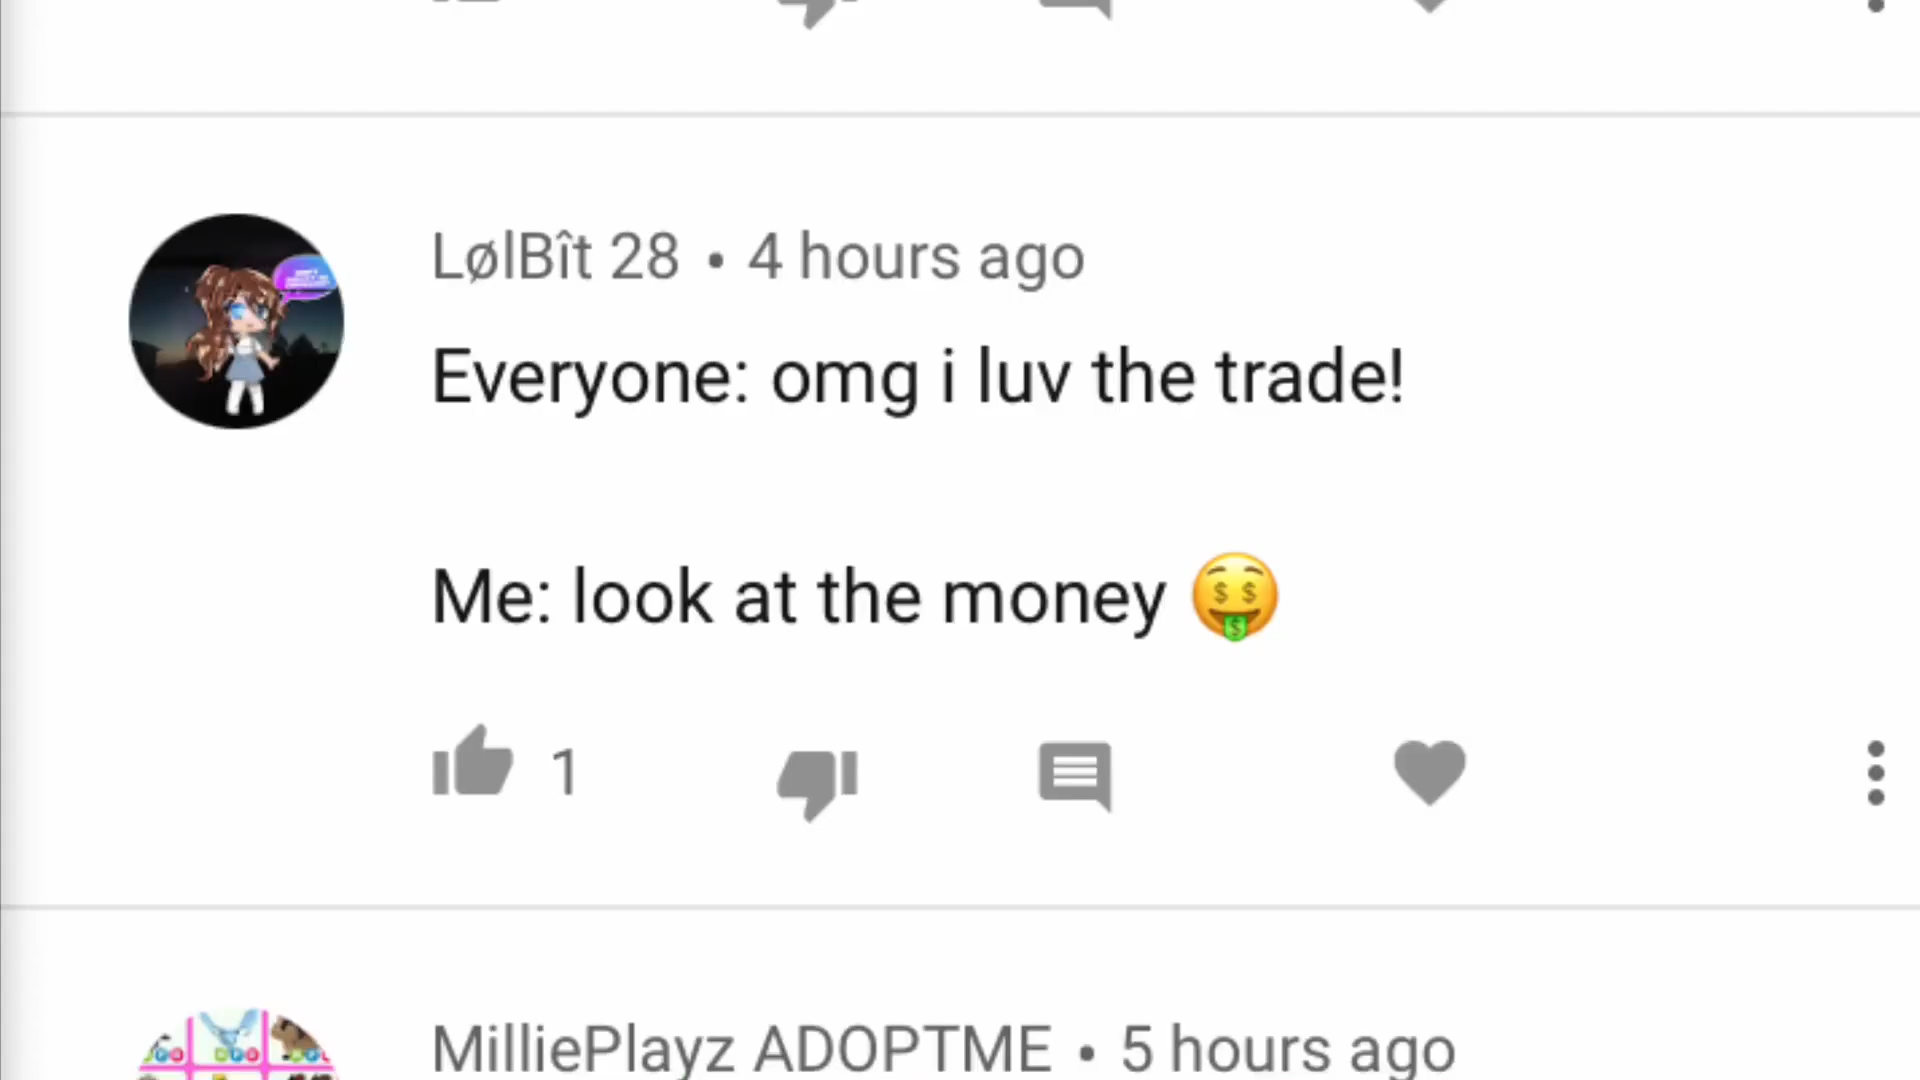 LølBît 28 • 4 hours ago
Everyone: omg i luv the trade!
Me: look at the money 🤑
1
MilliePlayz ADOPTME • 5 hours ago